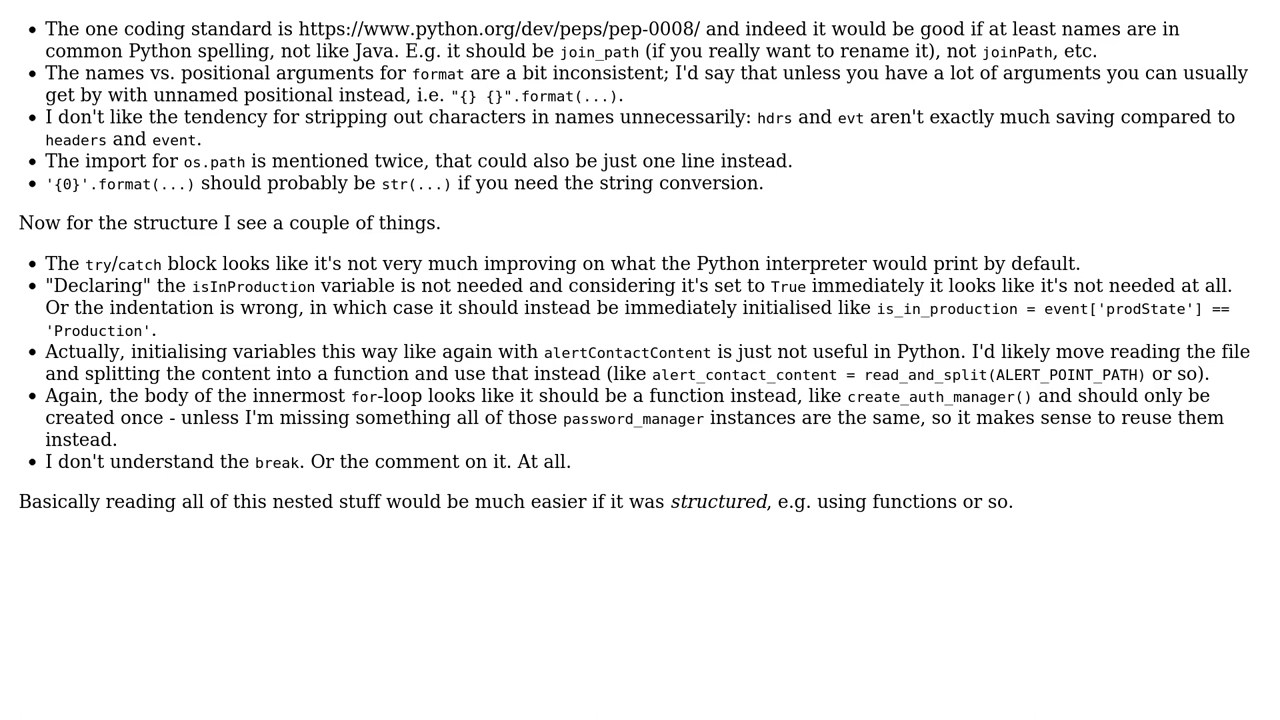 • The one coding standard is https://www.python.org/dev/peps/pep-0008/ and indeed it would be good if at least names are in
common Python spelling, not like Java. E.g. it should be join_path (if you really want to rename it), not joinPath, etc.
• The names vs. positional arguments for format are a bit inconsistent; I'd say that unless you have a lot of arguments you can usually
get by with unnamed positional instead, i.e. "{} {}".format(...).
• I don't like the tendency for stripping out characters in names unnecessarily: hdrs and evt aren't exactly much saving compared to
headers and event.
• The import for os.path is mentioned twice, that could also be just one line instead.
• '{0}'.format(...) should probably be str(...) if you need the string conversion.
Now for the structure I see a couple of things.
• The try/catch block looks like it's not very much improving on what the Python interpreter would print by default.
• "Declaring" the isInProduction variable is not needed and considering it's set to True immediately it looks like it's not needed at all.
Or the indentation is wrong, in which case it should instead be immediately initialised like is_in_production = event['prodState'] ==
'Production'.
• Actually, initialising variables this way like again with alertContactContent is just not useful in Python. I'd likely move reading the file
and splitting the content into a function and use that instead (like alert_contact_content = read_and_split(ALERT_POINT_PATH) or so).
• Again, the body of the innermost for-loop looks like it should be a function instead, like create_auth_manager() and should only be
created once - unless I'm missing something all of those password_manager instances are the same, so it makes sense to reuse them
instead.
• I don't understand the break. Or the comment on it. At all.
Basically reading all of this nested stuff would be much easier if it was structured, e.g. using functions or so.